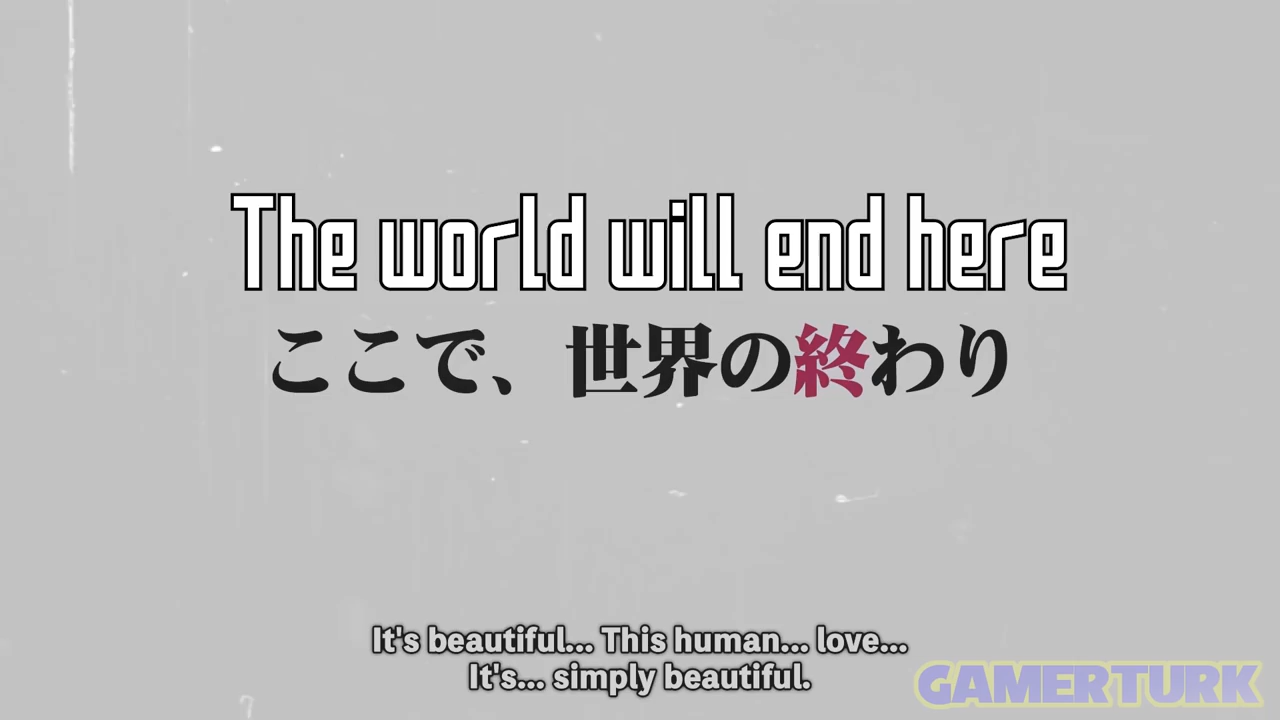 The world will end here
ここで、世界の終わり
It's beautiful... This human... love...
It's... simply beautiful.
GAMERTURK